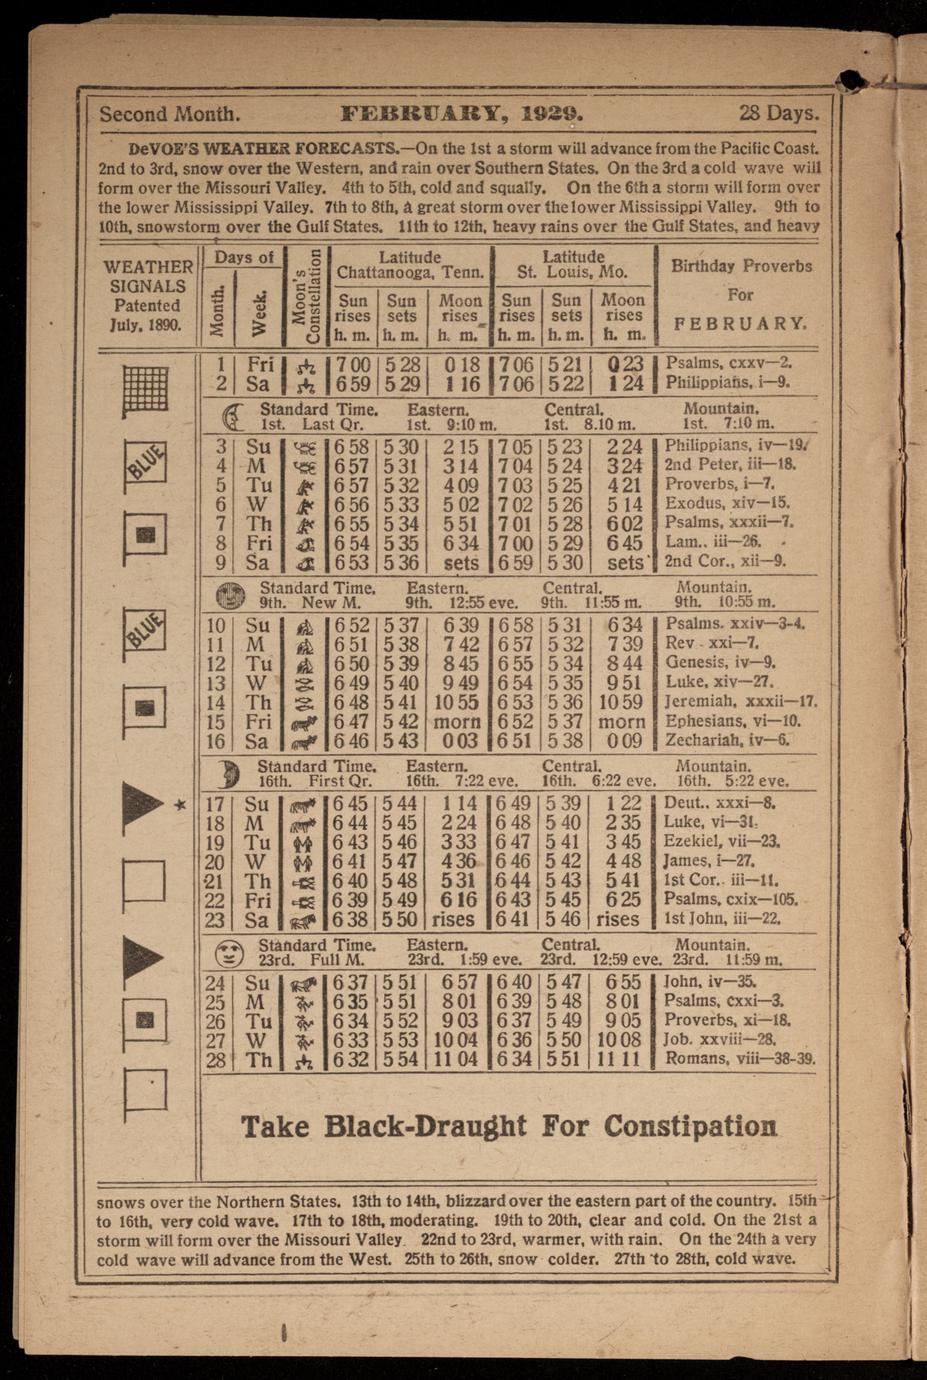 Second Month. FEBRUARY, 1929. 28 Days.
DeVOE'S WEATHER FORECASTS.—On the 1st a storm will advance from the Pacific Coast.
2nd to 3rd, snow over the Western, and rain over Southern States. On the 3rd a cold wave will
form over the Missouri Valley. 4th to 5th, cold and squally. On the 6th a storm will form over
the lower Mississippi Valley. 7th to 8th, a great storm over the lower Mississippi Valley. 9th to
10th, snowstorm over the Gulf States. 11th to 12th, heavy rains over the Gulf States, and heavy
WEATHER SIGNALS Patented July, 1890.
Days of
Month. Week. Moon's Constellation
Latitude Chattanooga, Tenn. Latitude St. Louis, Mo.
Sun rises h. m. Sun sets h. m. Moon rises h. m. Sun rises h. m. Sun sets h. m. Moon rises h. m.
Birthday Proverbs For FEBRUARY.
1 Fri 7 00 5 28 0 18 7 06 5 21 0 23 Psalms, cxxv—2.
2 Sa 6 59 5 29 1 16 7 06 5 22 1 24 Philippians, i—9.
Standard Time. Eastern. Central. Mountain.
1st. Last Qr. 1st. 9:10 m. 1st. 8.10 m. 1st. 7:10 m.
BLUE
3 Su 6 58 5 30 2 15 7 05 5 23 2 24 Philippians, iv—19.
4 M 6 57 5 31 3 14 7 04 5 24 3 24 2nd Peter, iii—18.
5 Tu 6 57 5 32 4 09 7 03 5 25 4 21 Proverbs, i—7.
6 W 6 56 5 33 5 02 7 02 5 26 5 14 Exodus, xiv—15.
7 Th 6 55 5 34 5 51 7 01 5 28 6 02 Psalms, xxxii—7.
8 Fri 6 54 5 35 6 34 7 00 5 29 6 45 Lam.. iii—26.
9 Sa 6 53 5 36 sets 6 59 5 30 sets 2nd Cor., xii—9.
Standard Time. Eastern. Central. Mountain.
9th. New M. 9th. 12:55 eve. 9th. 11:55 m. 9th. 10:55 m.
BLUE
10 Su 6 52 5 37 6 39 6 58 5 31 6 34 Psalms. xxiv—3-4.
11 M 6 51 5 38 7 42 6 57 5 32 7 39 Rev. xxi—7.
12 Tu 6 50 5 39 8 45 6 55 5 34 8 44 Genesis, iv—9.
13 W 6 49 5 40 9 49 6 54 5 35 9 51 Luke, xiv—27.
14 Th 6 48 5 41 10 55 6 53 5 36 10 59 Jeremiah, xxxii—17.
15 Fri 6 47 5 42 morn 6 52 5 37 morn Ephesians, vi—10.
16 Sa 6 46 5 43 0 03 6 51 5 38 0 09 Zechariah, iv—6.
Standard Time. Eastern. Central. Mountain.
16th. First Qr. 16th. 7:22 eve. 16th. 6:22 eve. 16th. 5:22 eve.
17 Su 6 45 5 44 1 14 6 49 5 39 1 22 Deut.. xxxi—8.
18 M 6 44 5 45 2 24 6 48 5 40 2 35 Luke, vi—31.
19 Tu 6 43 5 46 3 33 6 47 5 41 3 45 Ezekiel, vii—23.
20 W 6 41 5 47 4 36 6 46 5 42 4 48 James, i—27.
21 Th 6 40 5 48 5 31 6 44 5 43 5 41 1st Cor.. iii—11.
22 Fri 6 39 5 49 6 16 6 43 5 45 6 25 Psalms, cxix—105.
23 Sa 6 38 5 50 rises 6 41 5 46 rises 1st John, iii—22.
Standard Time. Eastern. Central. Mountain.
23rd. Full M. 23rd. 1:59 eve. 23rd. 12:59 eve. 23rd. 11:59 m.
24 Su 6 37 5 51 6 57 6 40 5 47 6 55 John, iv—35.
25 M 6 35 5 51 8 01 6 39 5 48 8 01 Psalms, cxxi—3.
26 Tu 6 34 5 52 9 03 6 37 5 49 9 05 Proverbs, xi—18.
27 W 6 33 5 53 10 04 6 36 5 50 10 08 Job. xxviii—28.
28 Th 6 32 5 54 11 04 6 34 5 51 11 11 Romans, viii—38-39.
Take Black-Draught For Constipation
snows over the Northern States. 13th to 14th, blizzard over the eastern part of the country. 15th
to 16th, very cold wave. 17th to 18th, moderating. 19th to 20th, clear and cold. On the 21st a
storm will form over the Missouri Valley. 22nd to 23rd, warmer, with rain. On the 24th a very
cold wave will advance from the West. 25th to 26th, snow colder. 27th to 28th, cold wave.